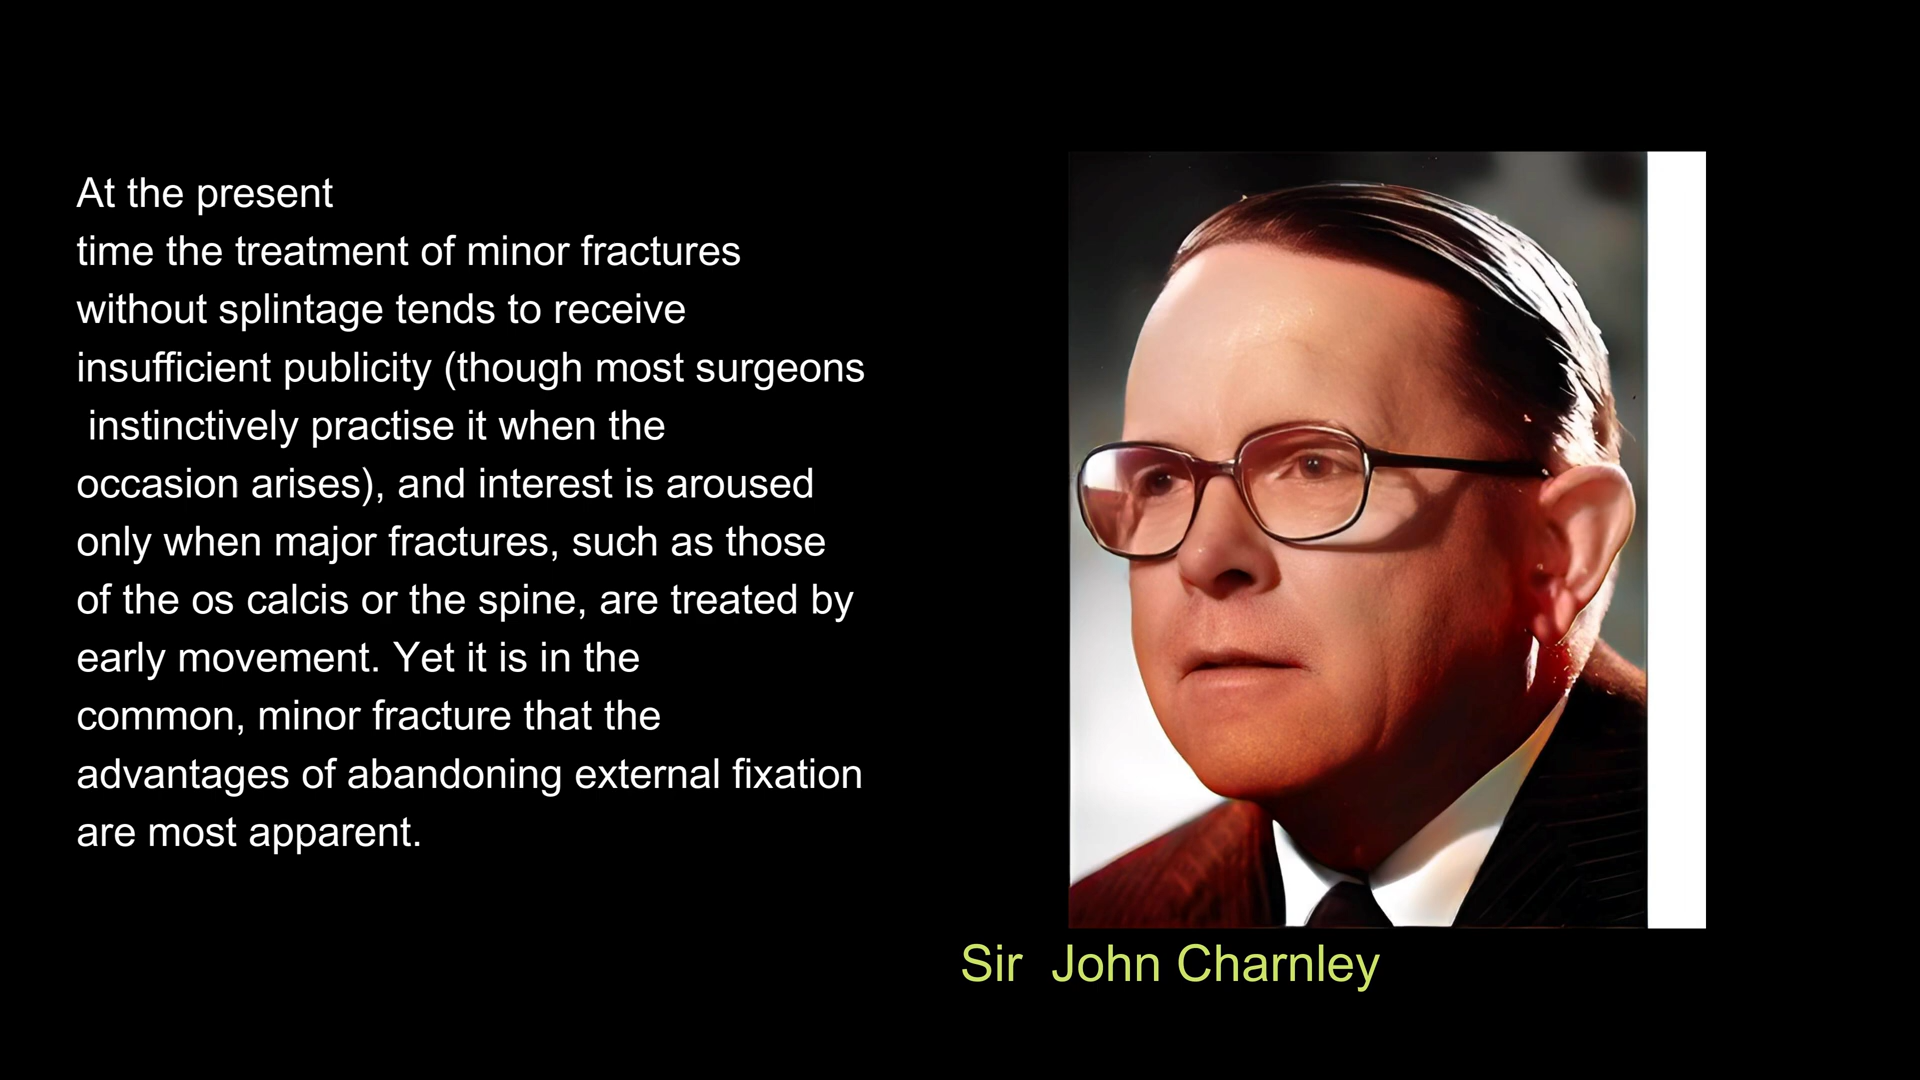 At the present
time the treatment of minor fractures
without splintage tends to receive
insufficient publicity (though most surgeons
instinctively practise it when the
occasion arises), and interest is aroused
only when major fractures, such as those
of the os calcis or the spine, are treated by
early movement. Yet it is in the
common, minor fracture that the
advantages of abandoning external fixation
are most apparent.
Sir John Charnley